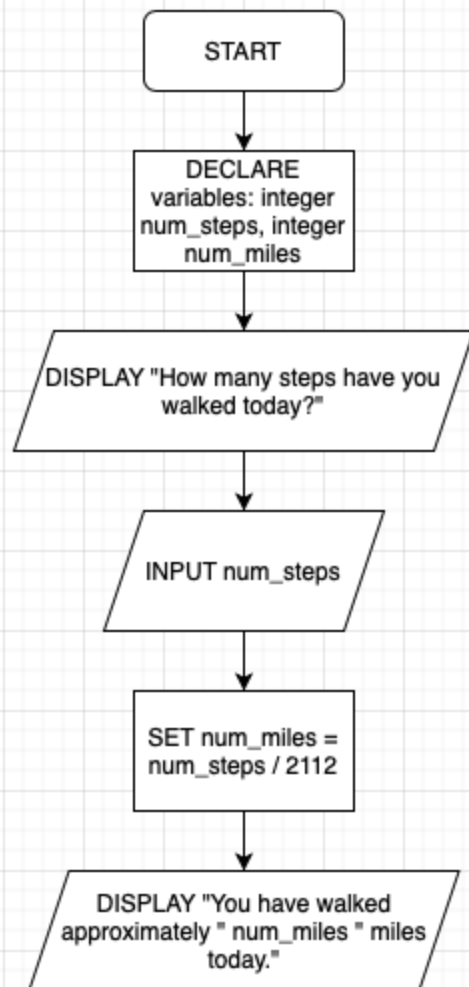 START
DECLARE
variables: integer
num_steps, integer
num_miles
DISPLAY "How many steps have you
walked today?"
INPUT num_steps
SET num_miles =
num_steps / 2112
DISPLAY "You have walked
approximately " num_miles " miles
today."